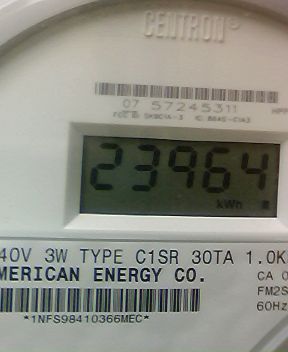 CENTRON®
07 57245311
23964
kWh
40V 3W TYPE C1SR 30TA 1.0K
MERICAN ENERGY CO.
CA 0
FM2S
60Hz
*1NFS98410366MEC*